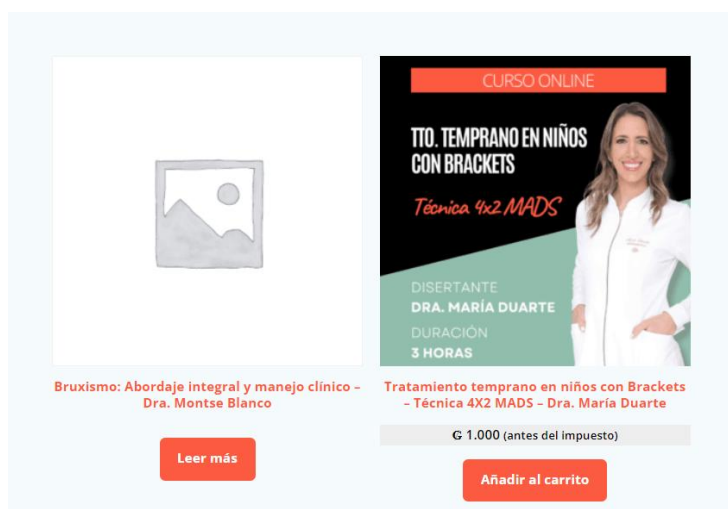 CURSO ONLINE
TTO. TEMPRANO EN NIÑOS
CON BRACKETS
Técnica 4x2 MADS
DISERTANTE
DRA. MARÍA DUARTE
DURACIÓN
3 HORAS
Bruxismo: Abordaje integral y manejo clínico –
Dra. Montse Blanco
Leer más
Tratamiento temprano en niños con Brackets
– Técnica 4X2 MADS – Dra. María Duarte
₲ 1.000 (antes del impuesto)
Añadir al carrito